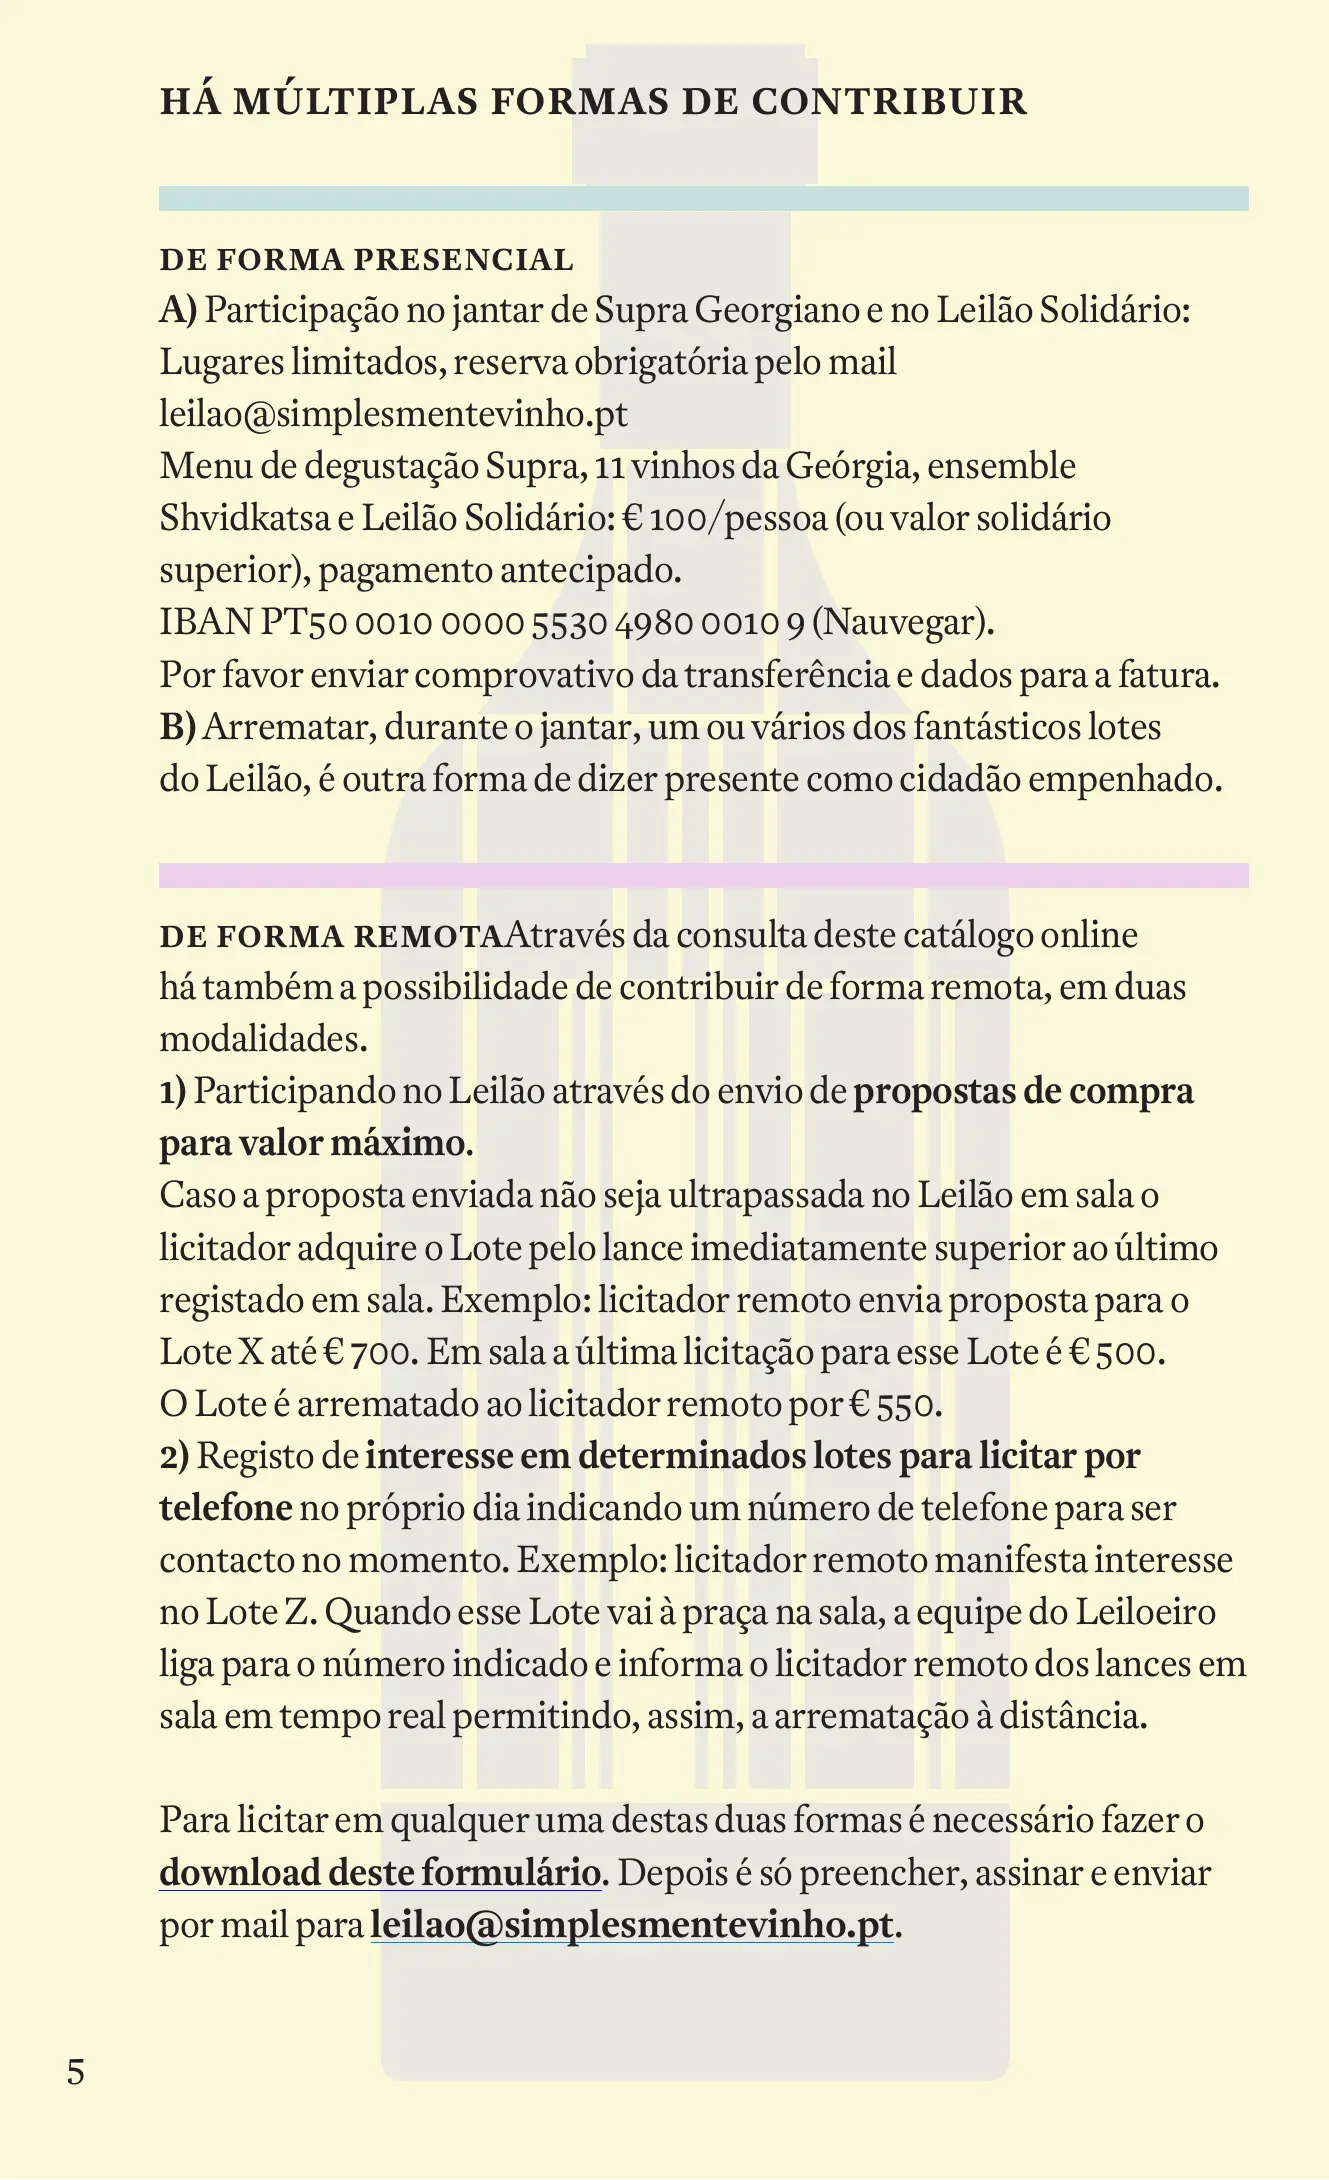 HÁ MÚLTIPLAS FORMAS DE CONTRIBUIR
DE FORMA PRESENCIAL
A) Participação no jantar de Supra Georgiano e no Leilão Solidário:
Lugares limitados, reserva obrigatória pelo mail
leilao@simplesmentevinho.pt
Menu de degustação Supra, 11 vinhos da Geórgia, ensemble
Shvidkatsa e Leilão Solidário: € 100/pessoa (ou valor solidário
superior), pagamento antecipado.
IBAN PT50 0010 0000 5530 4980 0010 9 (Nauvegar).
Por favor enviar comprovativo da transferência e dados para a fatura.
B) Arrematar, durante o jantar, um ou vários dos fantásticos lotes
do Leilão, é outra forma de dizer presente como cidadão empenhado.
DE FORMA REMOTAAtravés da consulta deste catálogo online
há também a possibilidade de contribuir de forma remota, em duas
modalidades.
1) Participando no Leilão através do envio de propostas de compra
para valor máximo.
Caso a proposta enviada não seja ultrapassada no Leilão em sala o
licitador adquire o Lote pelo lance imediatamente superior ao último
registado em sala. Exemplo: licitador remoto envia proposta para o
Lote X até € 700. Em sala a última licitação para esse Lote é € 500.
O Lote é arrematado ao licitador remoto por € 550.
2) Registo de interesse em determinados lotes para licitar por
telefone no próprio dia indicando um número de telefone para ser
contacto no momento. Exemplo: licitador remoto manifesta interesse
no Lote Z. Quando esse Lote vai à praça na sala, a equipe do Leiloeiro
liga para o número indicado e informa o licitador remoto dos lances em
sala em tempo real permitindo, assim, a arrematação à distância.
Para licitar em qualquer uma destas duas formas é necessário fazer o
download deste formulário. Depois é só preencher, assinar e enviar
por mail para leilao@simplesmentevinho.pt.
5